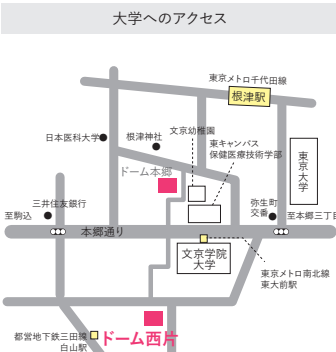 大学へのアクセス
東京メトロ千代田線
根津駅
文京幼稚園
日本医科大学
根津神社
東キャンパス
保健医療技術学部
東京大学
ドーム本郷
三井住友銀行
弥生町
交番
至駒込
至本郷三丁目
本郷通り
文京学院
大学
東京メトロ南北線
東大前駅
都営地下鉄三田線
白山駅
ドーム西片